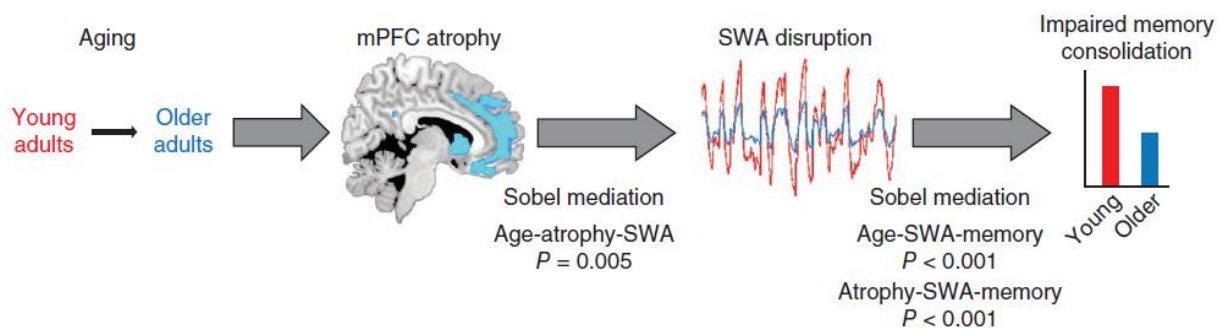 Aging
Young
adults
Older
adults
mPFC atrophy
Sobel mediation
Age-atrophy-SWA
P = 0.005
SWA disruption
Sobel mediation
Age-SWA-memory
P < 0.001
Atrophy-SWA-memory
P < 0.001
Impaired memory
consolidation
Young
Older